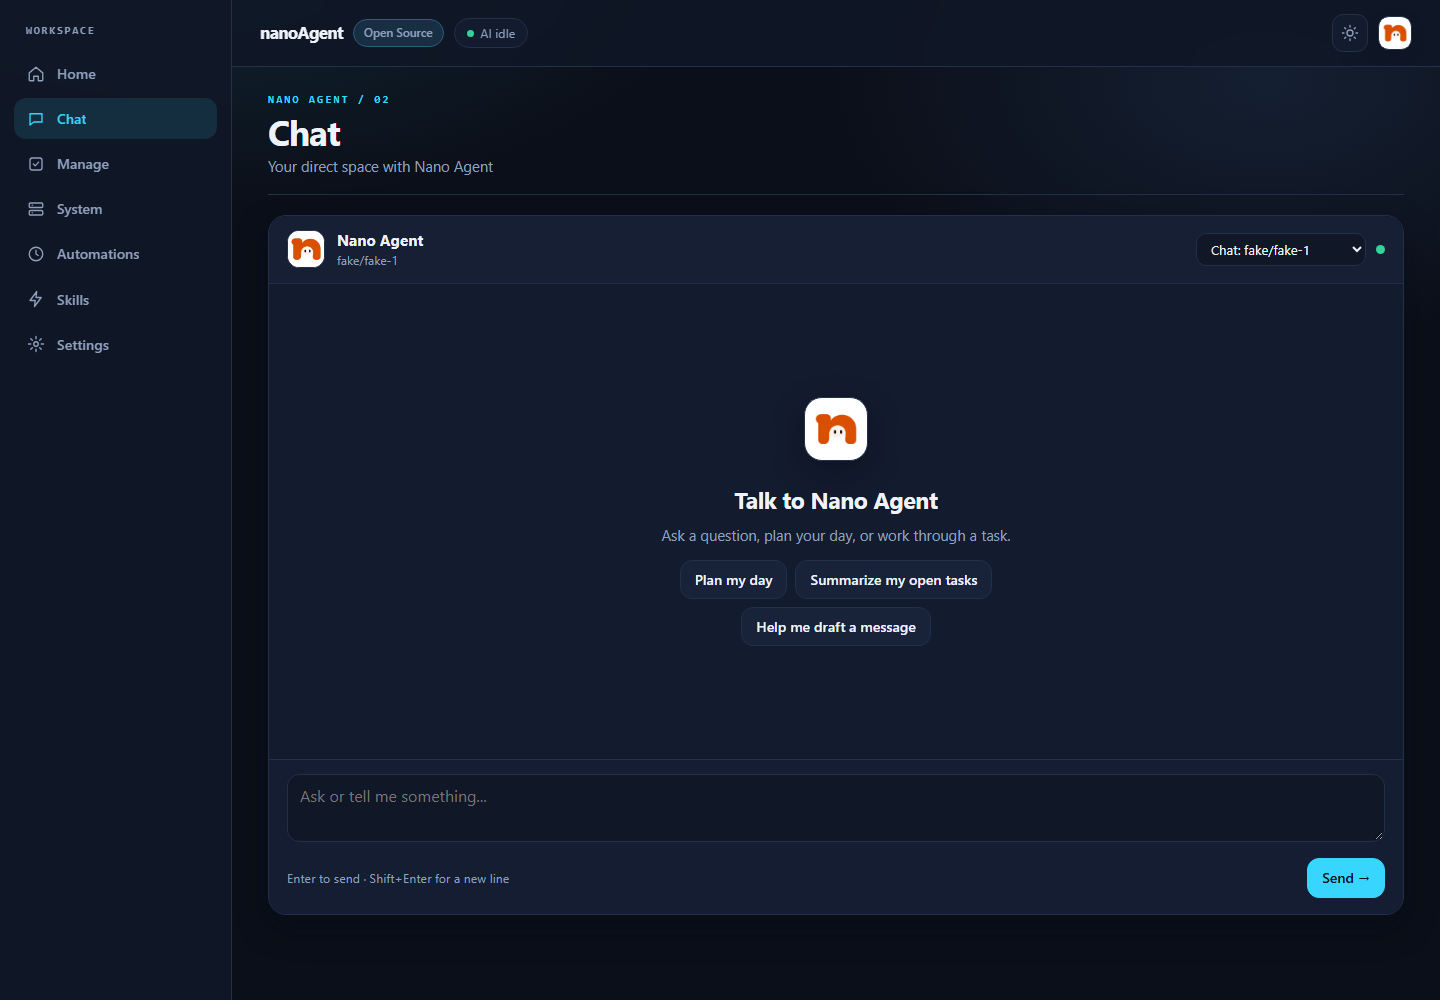 WORKSPACE
Home
Chat
Manage
System
Automations
Skills
Settings
nanoAgent Open Source AI idle
NANO AGENT / 02
Chat
Your direct space with Nano Agent
Nano Agent
fake/fake-1
Chat: fake/fake-1
Talk to Nano Agent
Ask a question, plan your day, or work through a task.
Plan my day Summarize my open tasks
Help me draft a message
Ask or tell me something...
Enter to send · Shift+Enter for a new line
Send →